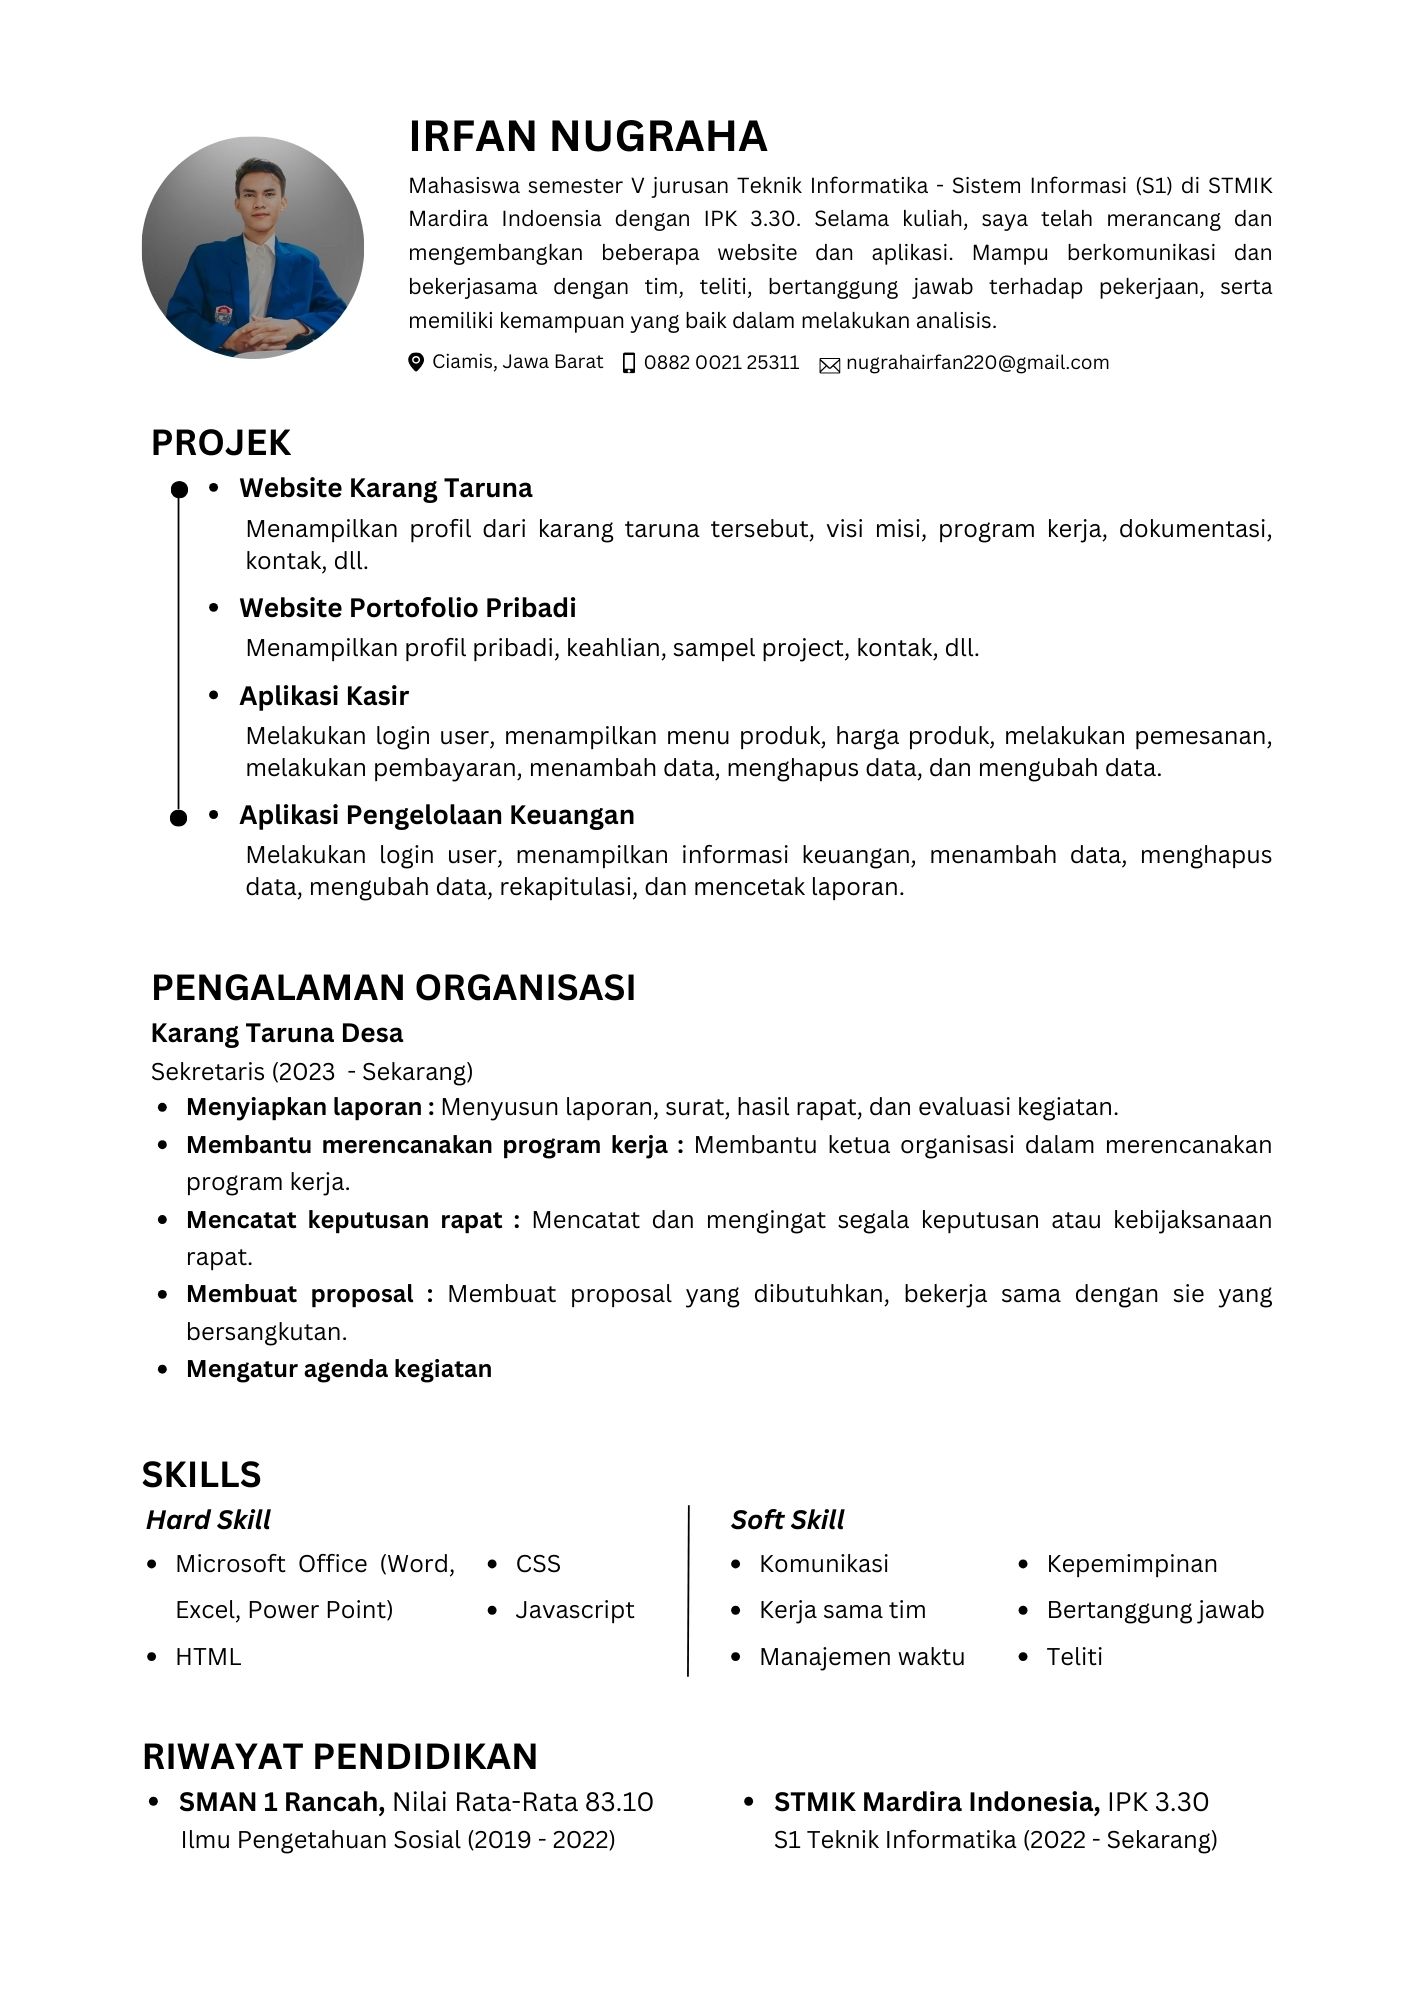 IRFAN NUGRAHA
Mahasiswa semester V jurusan Teknik Informatika - Sistem Informasi (S1) di STMIK
Mardira Indoensia dengan IPK 3.30. Selama kuliah, saya telah merancang dan
mengembangkan beberapa website dan aplikasi. Mampu berkomunikasi dan
bekerjasama dengan tim, teliti, bertanggung jawab terhadap pekerjaan, serta
memiliki kemampuan yang baik dalam melakukan analisis.
Ciamis, Jawa Barat 0882 0021 25311 nugrahairfan220@gmail.com
PROJEK
• Website Karang Taruna
Menampilkan profil dari karang taruna tersebut, visi misi, program kerja, dokumentasi,
kontak, dll.
• Website Portofolio Pribadi
Menampilkan profil pribadi, keahlian, sampel project, kontak, dll.
• Aplikasi Kasir
Melakukan login user, menampilkan menu produk, harga produk, melakukan pemesanan,
melakukan pembayaran, menambah data, menghapus data, dan mengubah data.
• Aplikasi Pengelolaan Keuangan
Melakukan login user, menampilkan informasi keuangan, menambah data, menghapus
data, mengubah data, rekapitulasi, dan mencetak laporan.
PENGALAMAN ORGANISASI
Karang Taruna Desa
Sekretaris (2023 - Sekarang)
• Menyiapkan laporan : Menyusun laporan, surat, hasil rapat, dan evaluasi kegiatan.
• Membantu merencanakan program kerja : Membantu ketua organisasi dalam merencanakan
program kerja.
• Mencatat keputusan rapat : Mencatat dan mengingat segala keputusan atau kebijaksanaan
rapat.
• Membuat proposal : Membuat proposal yang dibutuhkan, bekerja sama dengan sie yang
bersangkutan.
• Mengatur agenda kegiatan
SKILLS
Hard Skill
• Microsoft Office (Word,
Excel, Power Point)
• HTML
• CSS
• Javascript
Soft Skill
• Komunikasi
• Kerja sama tim
• Manajemen waktu
• Kepemimpinan
• Bertanggung jawab
• Teliti
RIWAYAT PENDIDIKAN
• SMAN 1 Rancah, Nilai Rata-Rata 83.10
Ilmu Pengetahuan Sosial (2019 - 2022)
• STMIK Mardira Indonesia, IPK 3.30
S1 Teknik Informatika (2022 - Sekarang)